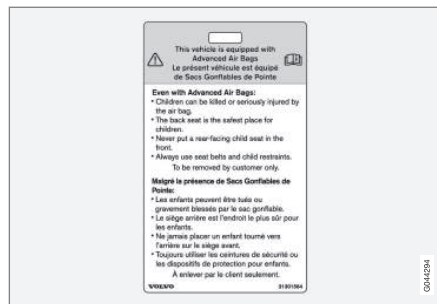 This vehicle is equipped with
Advanced Air Bags
Le présent véhicule est équipé
de Sacs Gonflables de Pointe
Even with Advanced Air Bags:
• Children can be killed or seriously injured by
the air bag.
• The back seat is the safest place for
children.
• Never put a rear-facing child seat in the
front.
• Always use seat belts and child restraints.
To be removed by customer only.
Malgré la présence de Sacs Gonflables de
Pointe:
• Les enfants peuvent être tués ou
gravement blessés par le sac gonflable.
• Le siège arrière est l'endroit le plus sûr pour
les enfants.
• Ne jamais placer un enfant tourné vers
l'arrière sur le siège avant.
• Toujours utiliser les ceintures de sécurité ou
les dispositifs de protection pour enfants.
À enlever par le client seulement.
VOLVO 31301564
G044294